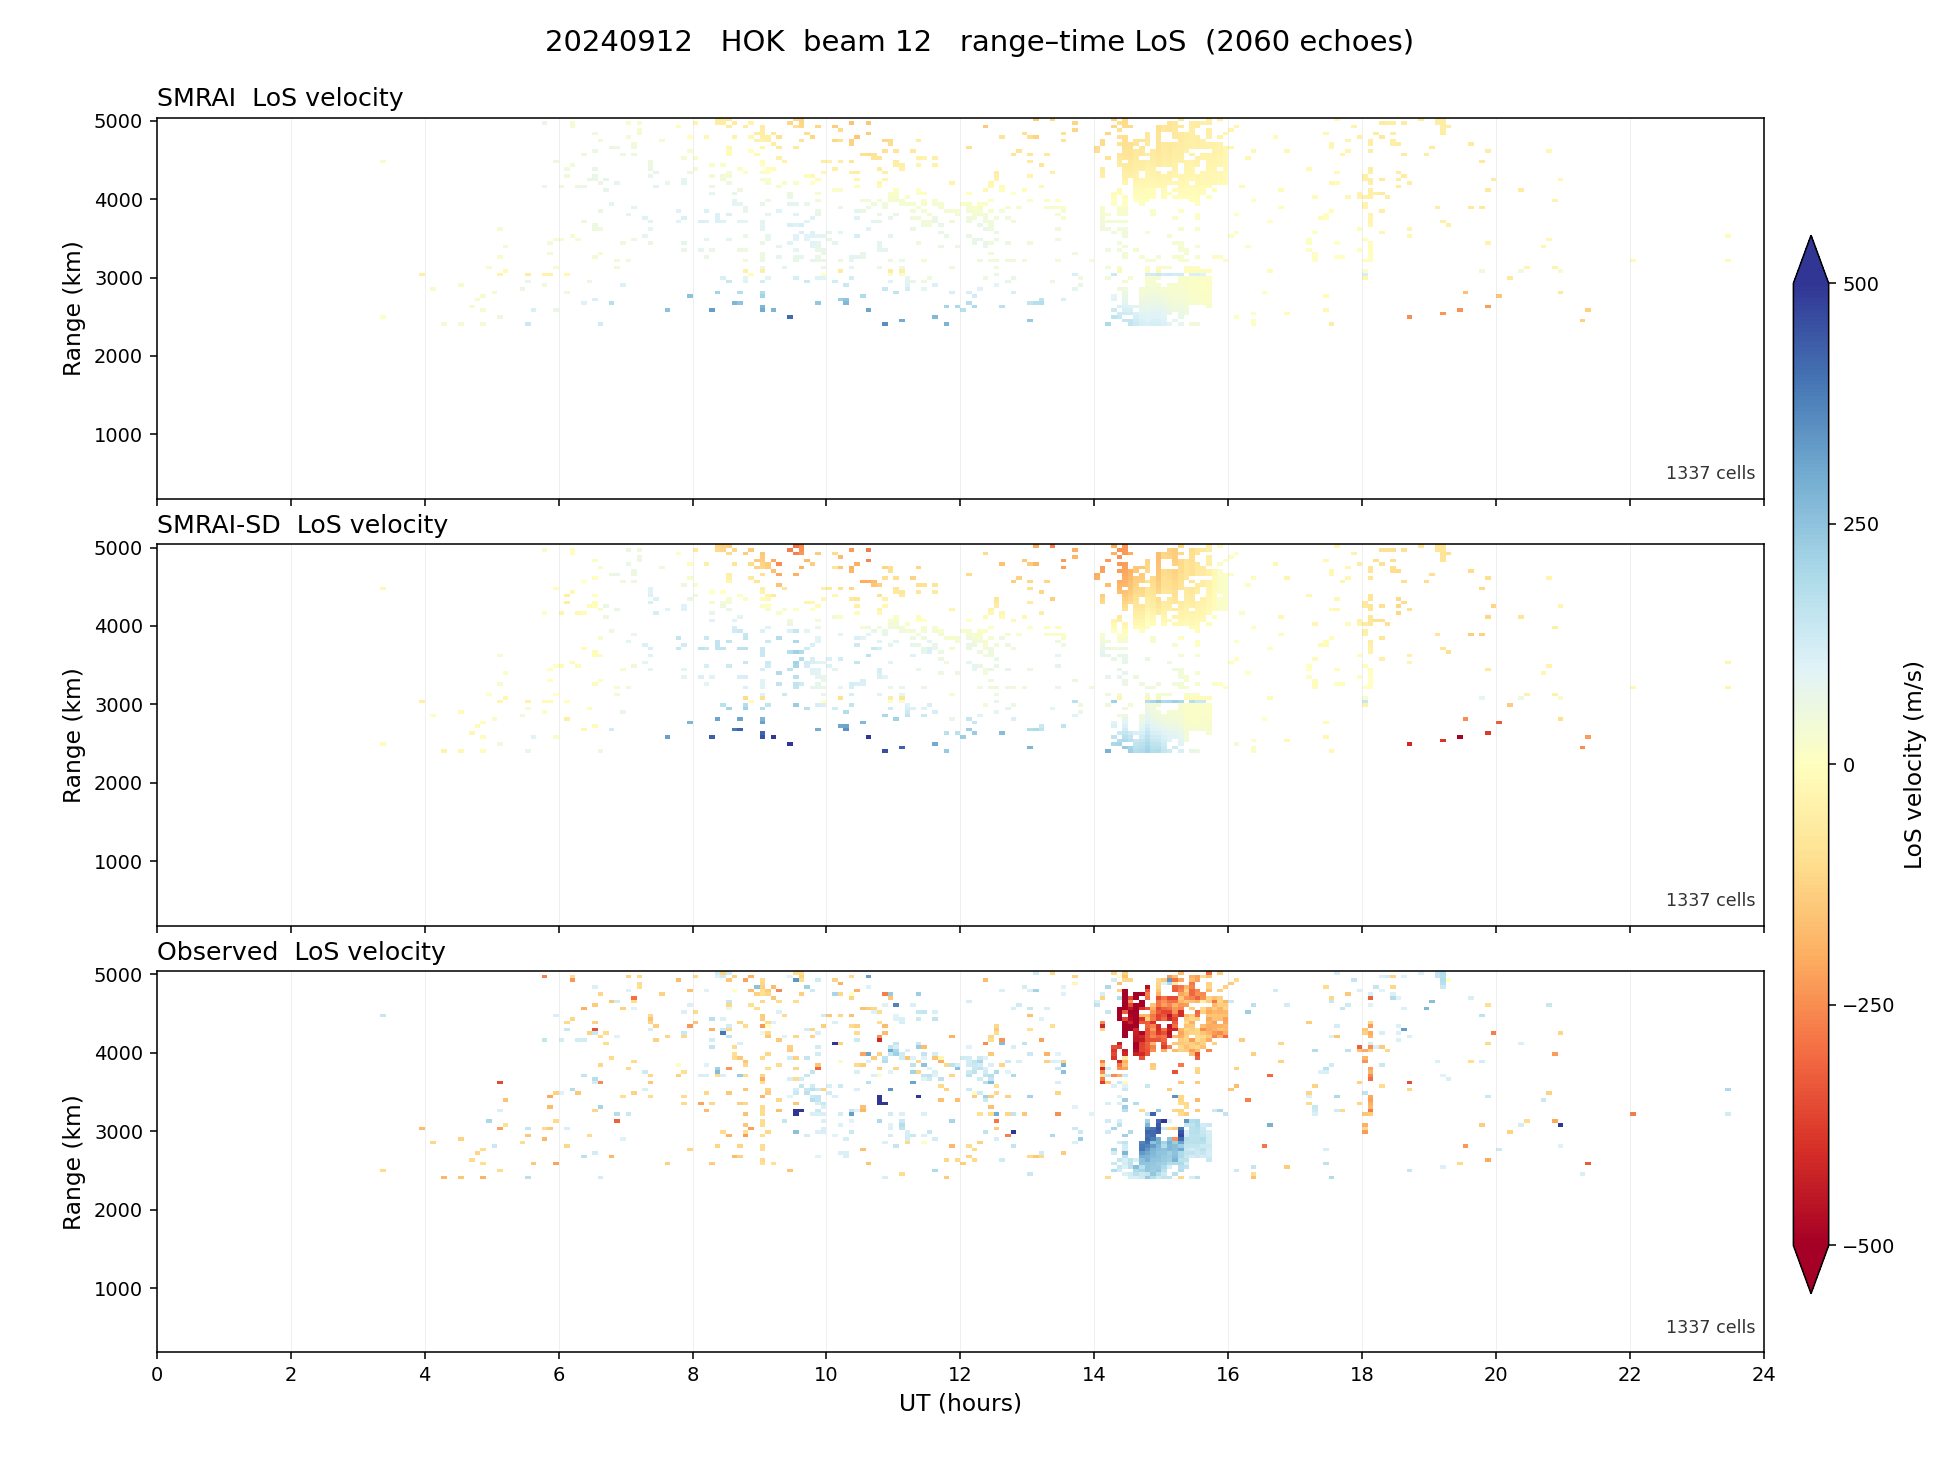 20240912   HOK  beam 12   range–time LoS  (2060 echoes)
SMRAI  LoS velocity
5000
4000
3000
2000
1000
Range (km)
1337 cells
SMRAI-SD  LoS velocity
5000
4000
3000
2000
1000
Range (km)
1337 cells
Observed  LoS velocity
5000
4000
3000
2000
1000
Range (km)
1337 cells
0 2 4 6 8 10 12 14 16 18 20 22 24
UT (hours)
500
250
0
−250
−500
LoS velocity (m/s)